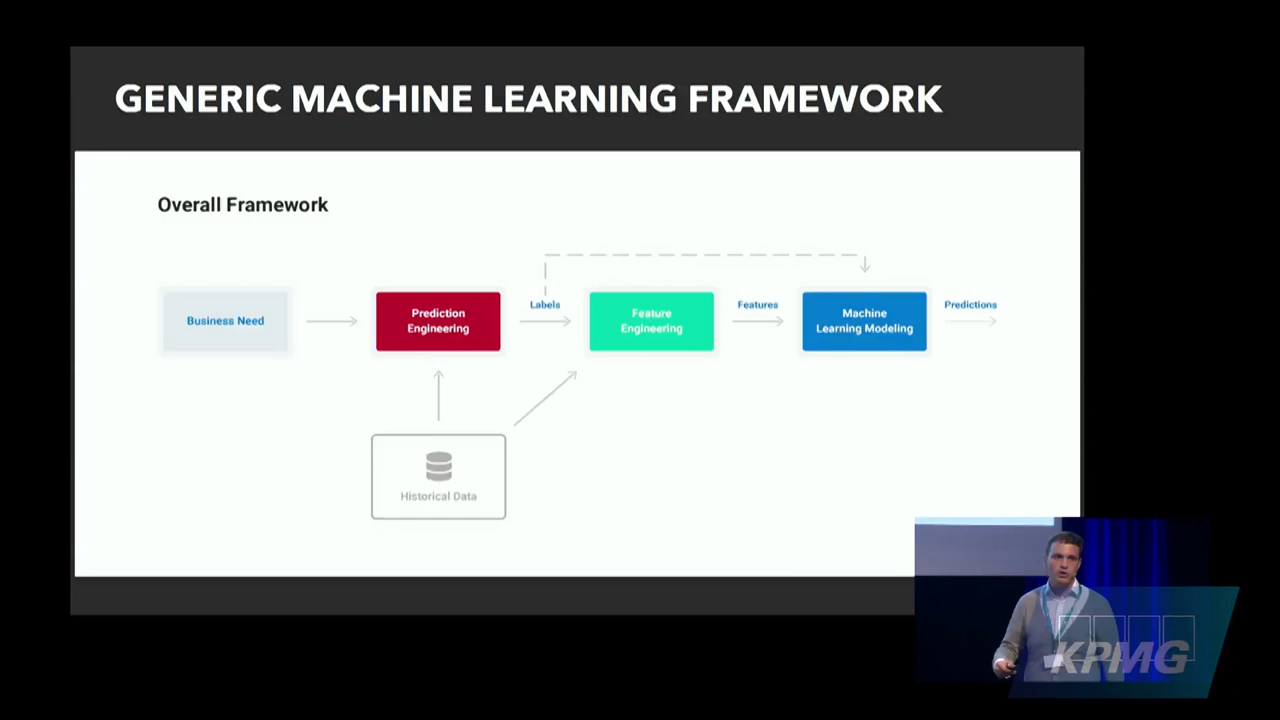 GENERIC MACHINE LEARNING FRAMEWORK
Overall Framework
Business Need
Prediction
Engineering
Labels
Feature
Engineering
Features
Machine
Learning Modeling
Predictions
Historical Data
KPMG